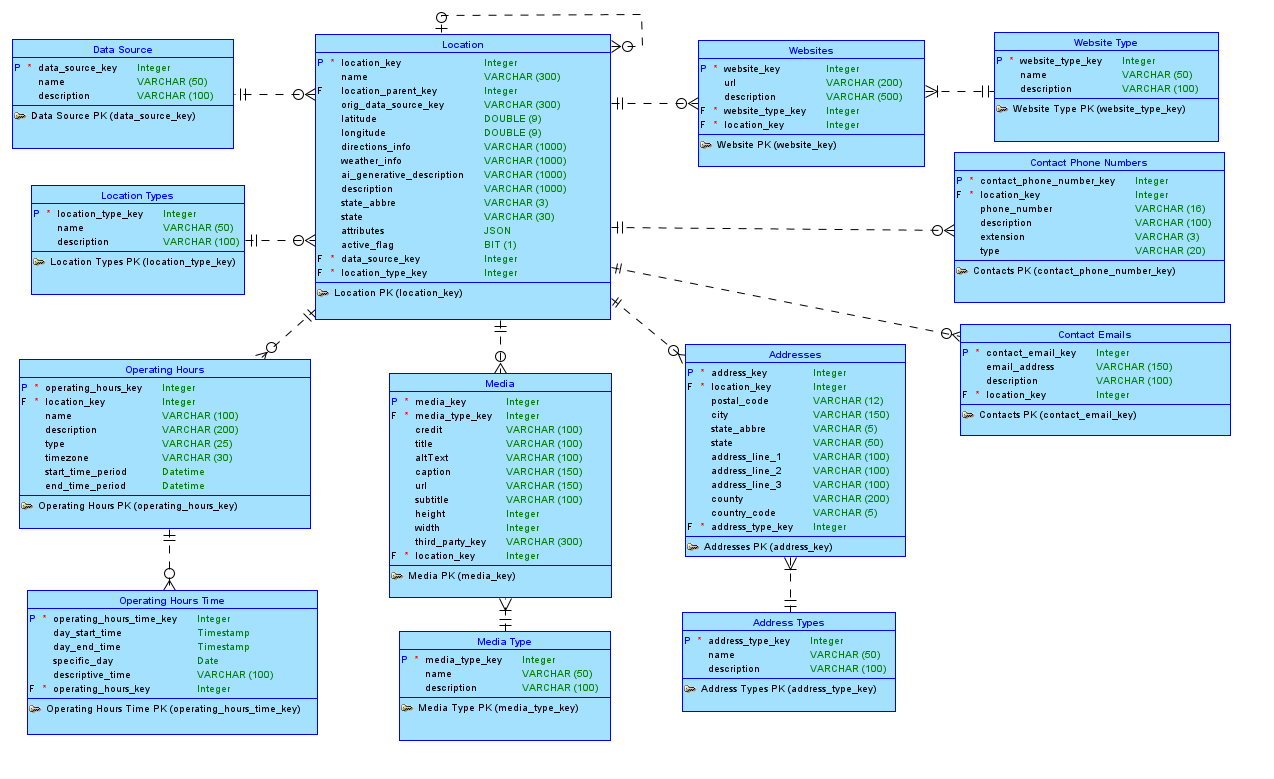 Data Source
P * data_source_key Integer
name VARCHAR (50)
description VARCHAR (100)
Data Source PK (data_source_key)
Location
P * location_key Integer
name VARCHAR (300)
F location_parent_key Integer
orig_data_source_key VARCHAR (300)
latitude DOUBLE (9)
longitude DOUBLE (9)
directions_info VARCHAR (1000)
weather_info VARCHAR (1000)
ai_generative_description VARCHAR (1000)
description VARCHAR (1000)
state_abbre VARCHAR (3)
state VARCHAR (30)
attributes JSON
active_flag BIT (1)
F * data_source_key Integer
F * location_type_key Integer
Location PK (location_key)
Websites
P * website_key Integer
url VARCHAR (200)
description VARCHAR (500)
F * website_type_key Integer
F * location_key Integer
Website PK (website_key)
Website Type
P * website_type_key Integer
name VARCHAR (50)
description VARCHAR (100)
Website Type PK (website_type_key)
Location Types
P * location_type_key Integer
name VARCHAR (50)
description VARCHAR (100)
Location Types PK (location_type_key)
Contact Phone Numbers
P * contact_phone_number_key Integer
F * location_key Integer
phone_number VARCHAR (16)
description VARCHAR (100)
extension VARCHAR (3)
type VARCHAR (20)
Contacts PK (contact_phone_number_key)
Contact Emails
P * contact_email_key Integer
email_address VARCHAR (150)
description VARCHAR (100)
F * location_key Integer
Contacts PK (contact_email_key)
Operating Hours
P * operating_hours_key Integer
F * location_key Integer
name VARCHAR (100)
description VARCHAR (200)
type VARCHAR (25)
timezone VARCHAR (30)
start_time_period Datetime
end_time_period Datetime
Operating Hours PK (operating_hours_key)
Media
P * media_key Integer
F * media_type_key Integer
credit VARCHAR (100)
title VARCHAR (100)
altText VARCHAR (100)
caption VARCHAR (150)
url VARCHAR (150)
subtitle VARCHAR (100)
height Integer
width Integer
third_party_key VARCHAR (300)
F * location_key Integer
Media PK (media_key)
Addresses
P * address_key Integer
F * location_key Integer
postal_code VARCHAR (12)
city VARCHAR (150)
state_abbre VARCHAR (5)
state VARCHAR (50)
address_line_1 VARCHAR (100)
address_line_2 VARCHAR (100)
address_line_3 VARCHAR (100)
county VARCHAR (200)
country_code VARCHAR (5)
F * address_type_key Integer
Addresses PK (address_key)
Operating Hours Time
P * operating_hours_time_key Integer
day_start_time Timestamp
day_end_time Timestamp
specific_day Date
descriptive_time VARCHAR (100)
F * operating_hours_key Integer
Operating Hours Time PK (operating_hours_time_key)
Media Type
P * media_type_key Integer
name VARCHAR (50)
description VARCHAR (100)
Media Type PK (media_type_key)
Address Types
P * address_type_key Integer
name VARCHAR (50)
description VARCHAR (100)
Address Types PK (address_type_key)